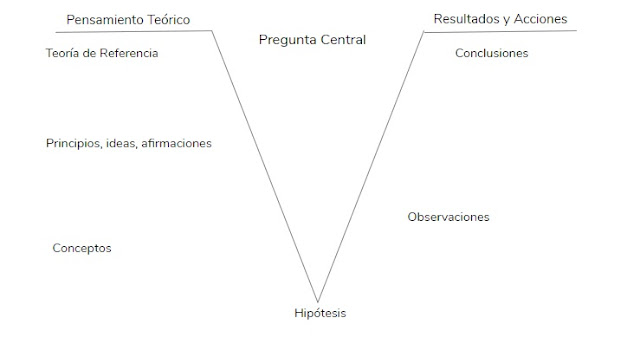 Pensamiento Teórico
Resultados y Acciones
Pregunta Central
Teoría de Referencia
Conclusiones
Principios, ideas, afirmaciones
Observaciones
Conceptos
Hipótesis